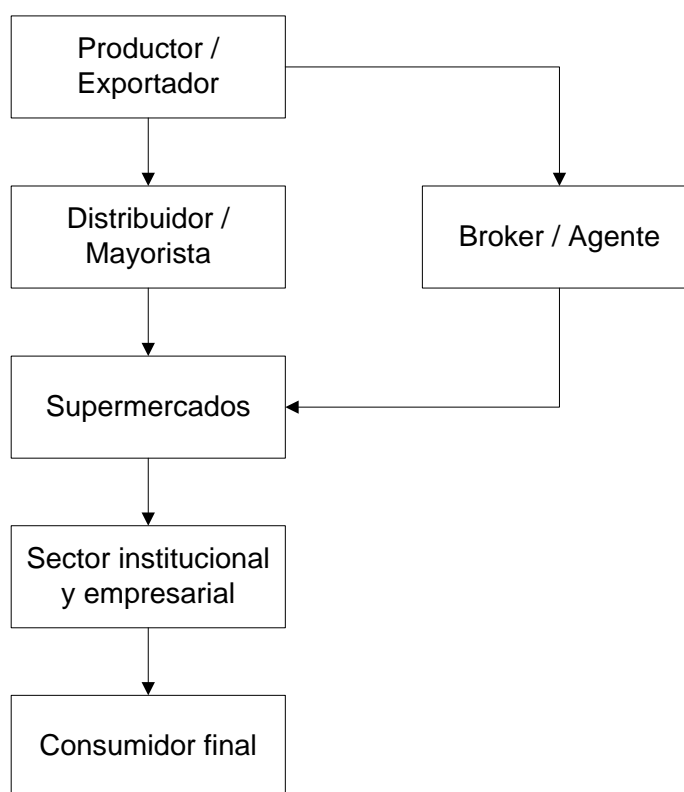 Productor /
Exportador
Distribuidor /
Mayorista
Broker / Agente
Supermercados
Sector institucional
y empresarial
Consumidor final